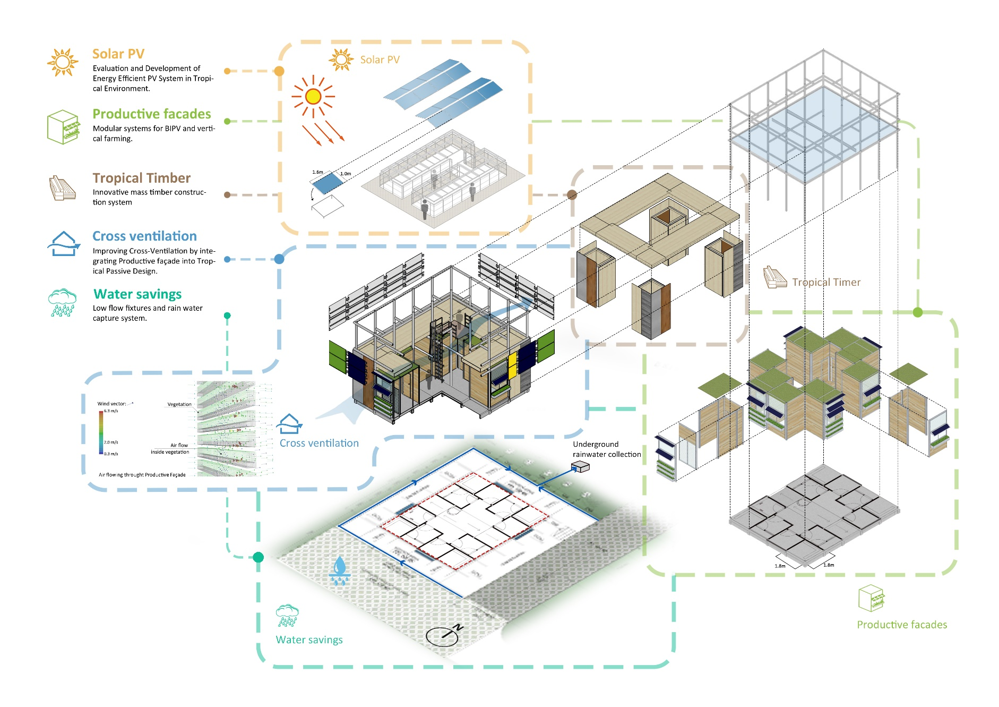 Solar PV
Evaluation and Development of
Energy Efficient PV System in Tropi-
cal Environment.
Productive facades
Modular systems for BIPV and verti-
cal farming.
Tropical Timber
Innovative mass timber construc-
tion system
Cross ventilation
Improving Cross-Ventilation by inte-
grating Productive façade into Trop-
ical Passive Design.
Water savings
Low flow fixtures and rain water
capture system.
Solar PV
1.6m
1.0m
Tropical Timer
Wind vector:
6.3 m/s
2.0 m/s
0.3 m/s
Vegetation
Air flow
inside vegetation
Air flowing throught Productive Façade
Cross ventilation
Underground
rainwater collection
N
Water savings
1.8m
1.8m
Productive facades